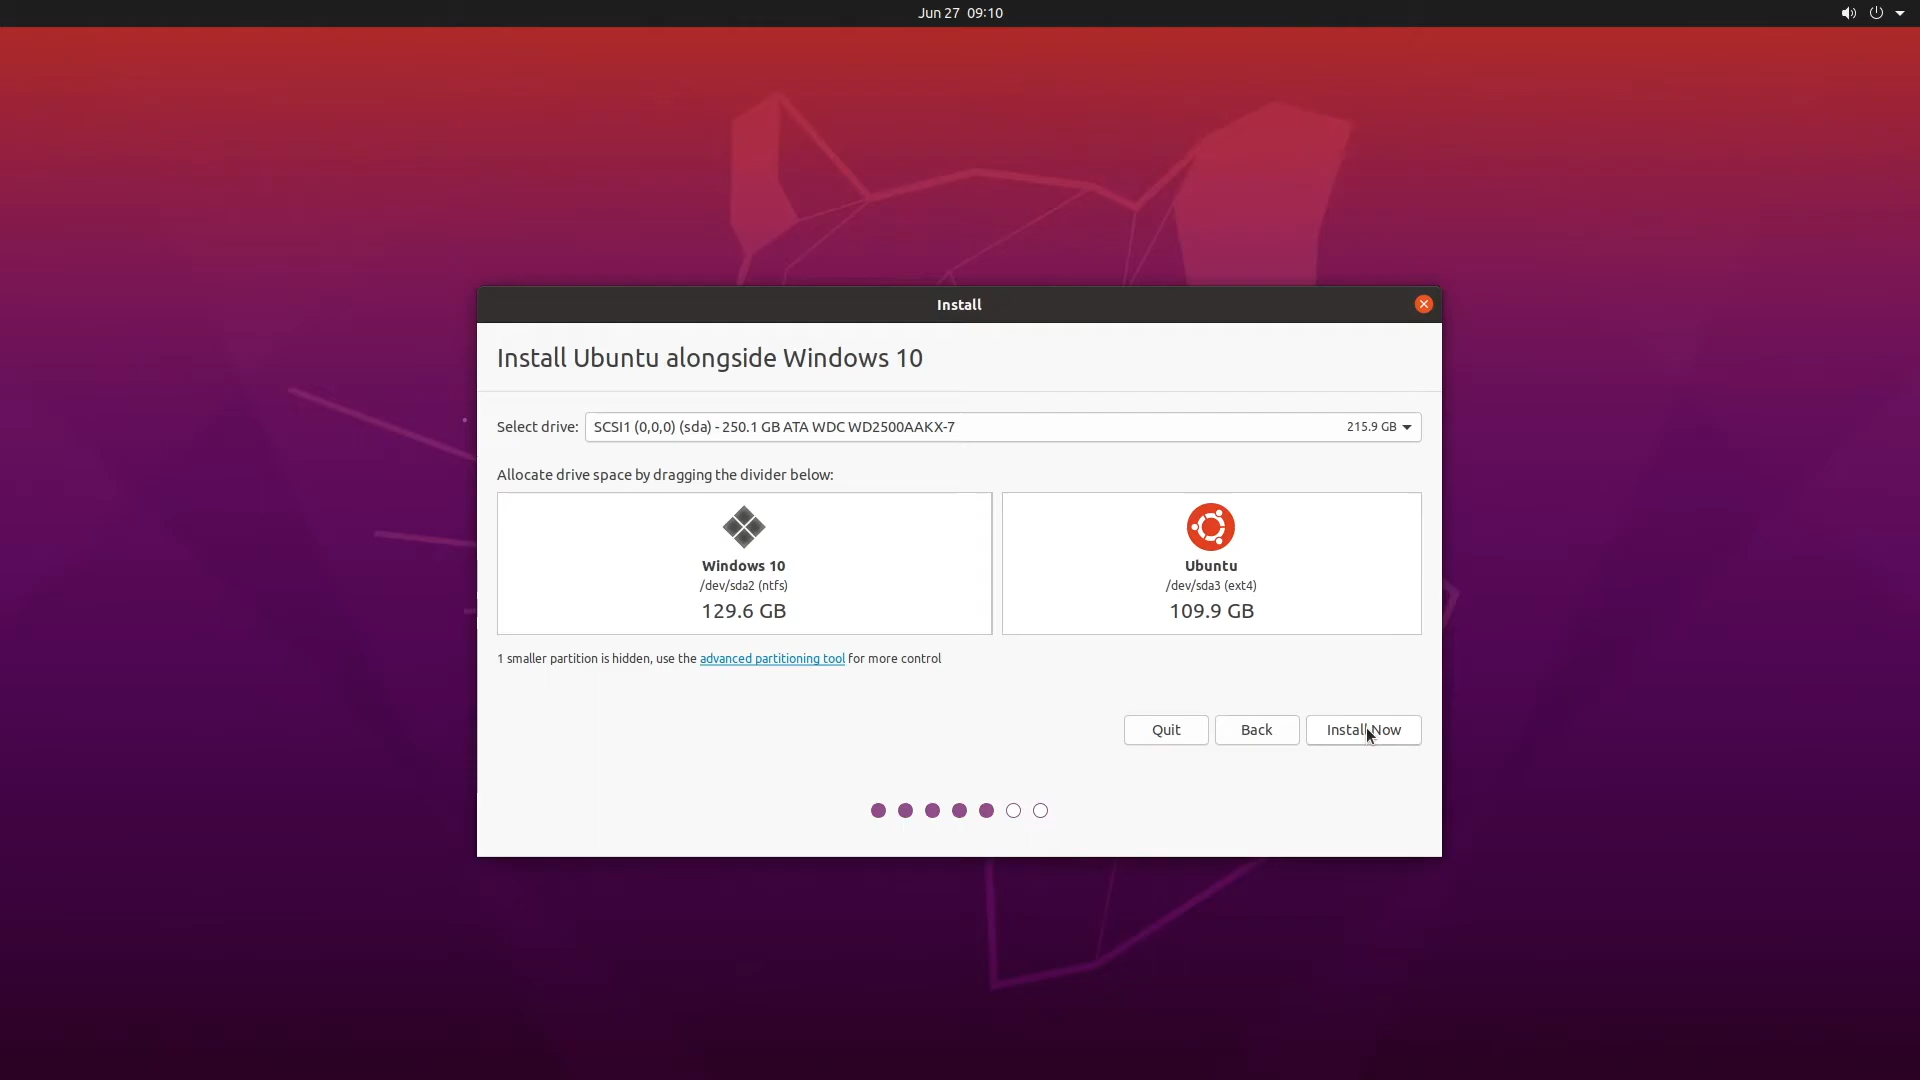 Jun 27 09:10
Install
Install Ubuntu alongside Windows 10
Select drive: SCSI1 (0,0,0) (sda) - 250.1 GB ATA WDC WD2500AAKX-7 215.9 GB
Allocate drive space by dragging the divider below:
Windows 10
/dev/sda2 (ntfs)
129.6 GB
Ubuntu
/dev/sda3 (ext4)
109.9 GB
1 smaller partition is hidden, use the advanced partitioning tool for more control
Quit Back Install Now